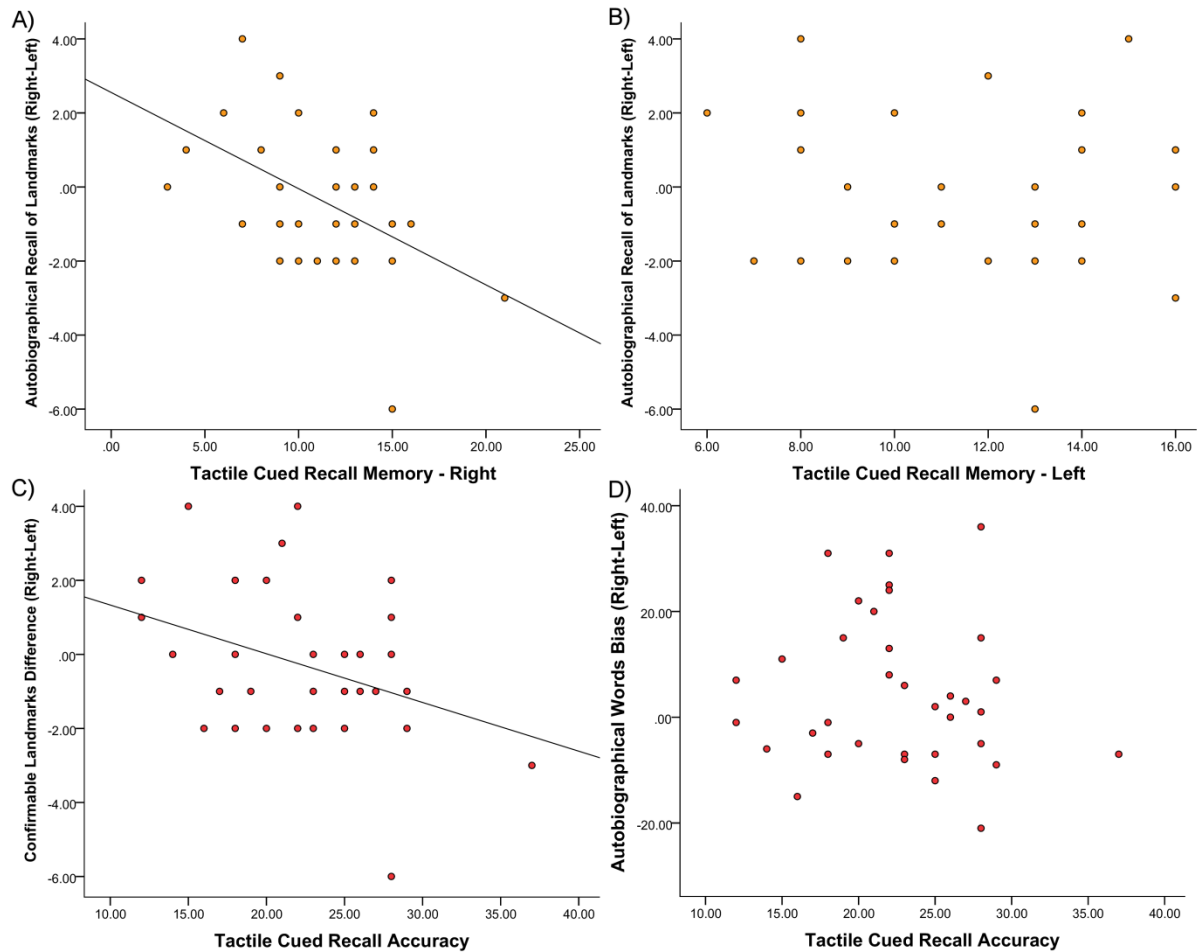 A)
Autobiographical Recall of Landmarks (Right-Left)
4.00
2.00
.00
-2.00
-4.00
-6.00
.00 5.00 10.00 15.00 20.00 25.00
Tactile Cued Recall Memory - Right
B)
Autobiographical Recall of Landmarks (Right-Left)
4.00
2.00
.00
-2.00
-4.00
-6.00
6.00 8.00 10.00 12.00 14.00 16.00
Tactile Cued Recall Memory - Left
C)
Confirmable Landmarks Difference (Right-Left)
4.00
2.00
.00
-2.00
-4.00
-6.00
10.00 15.00 20.00 25.00 30.00 35.00 40.00
Tactile Cued Recall Accuracy
D)
Autobiographical Words Bias (Right-Left)
40.00
20.00
.00
-20.00
10.00 15.00 20.00 25.00 30.00 35.00 40.00
Tactile Cued Recall Accuracy